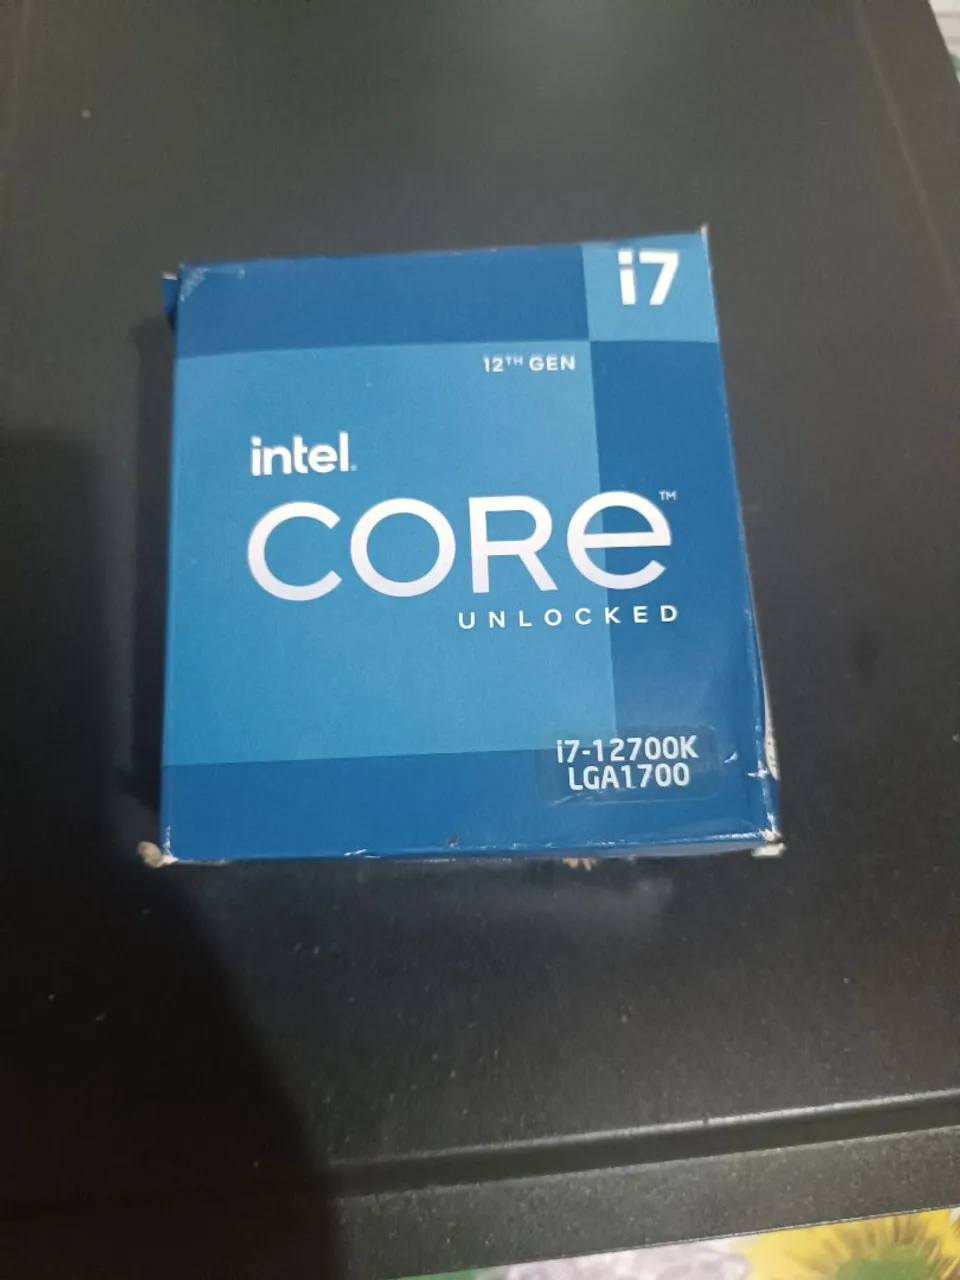 i7
12TH GEN
intel.
CORE™
UNLOCKED
i7-12700K
LGA1700